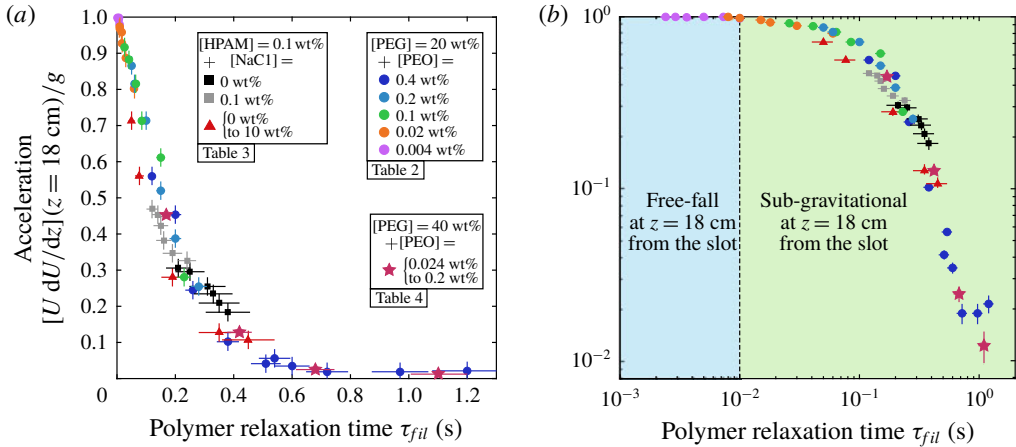 (a)
1.0
0.9
0.8
0.7
0.6
0.5
0.4
0.3
0.2
0.1
0
0.2
0.4
0.6
0.8
1.0
1.2
Acceleration
[U dU/dz] (z = 18 cm)/g
Polymer relaxation time τfil (s)
[HPAM] = 0.1 wt%
+ [NaC1] =
0 wt%
0.1 wt%
{0 wt%
to 10 wt%
Table 3
[PEG] = 20 wt%
+ [PEO] =
0.4 wt%
0.2 wt%
0.1 wt%
0.02 wt%
0.004 wt%
Table 2
[PEG] = 40 wt%
+[PEO] =
{0.024 wt%
to 0.2 wt%
Table 4
(b)
10⁰
10⁻¹
10⁻²
10⁻³
10⁻²
10⁻¹
10⁰
Free-fall
at z = 18 cm
from the slot
Sub-gravitational
at z = 18 cm
from the slot
Polymer relaxation time τfil (s)